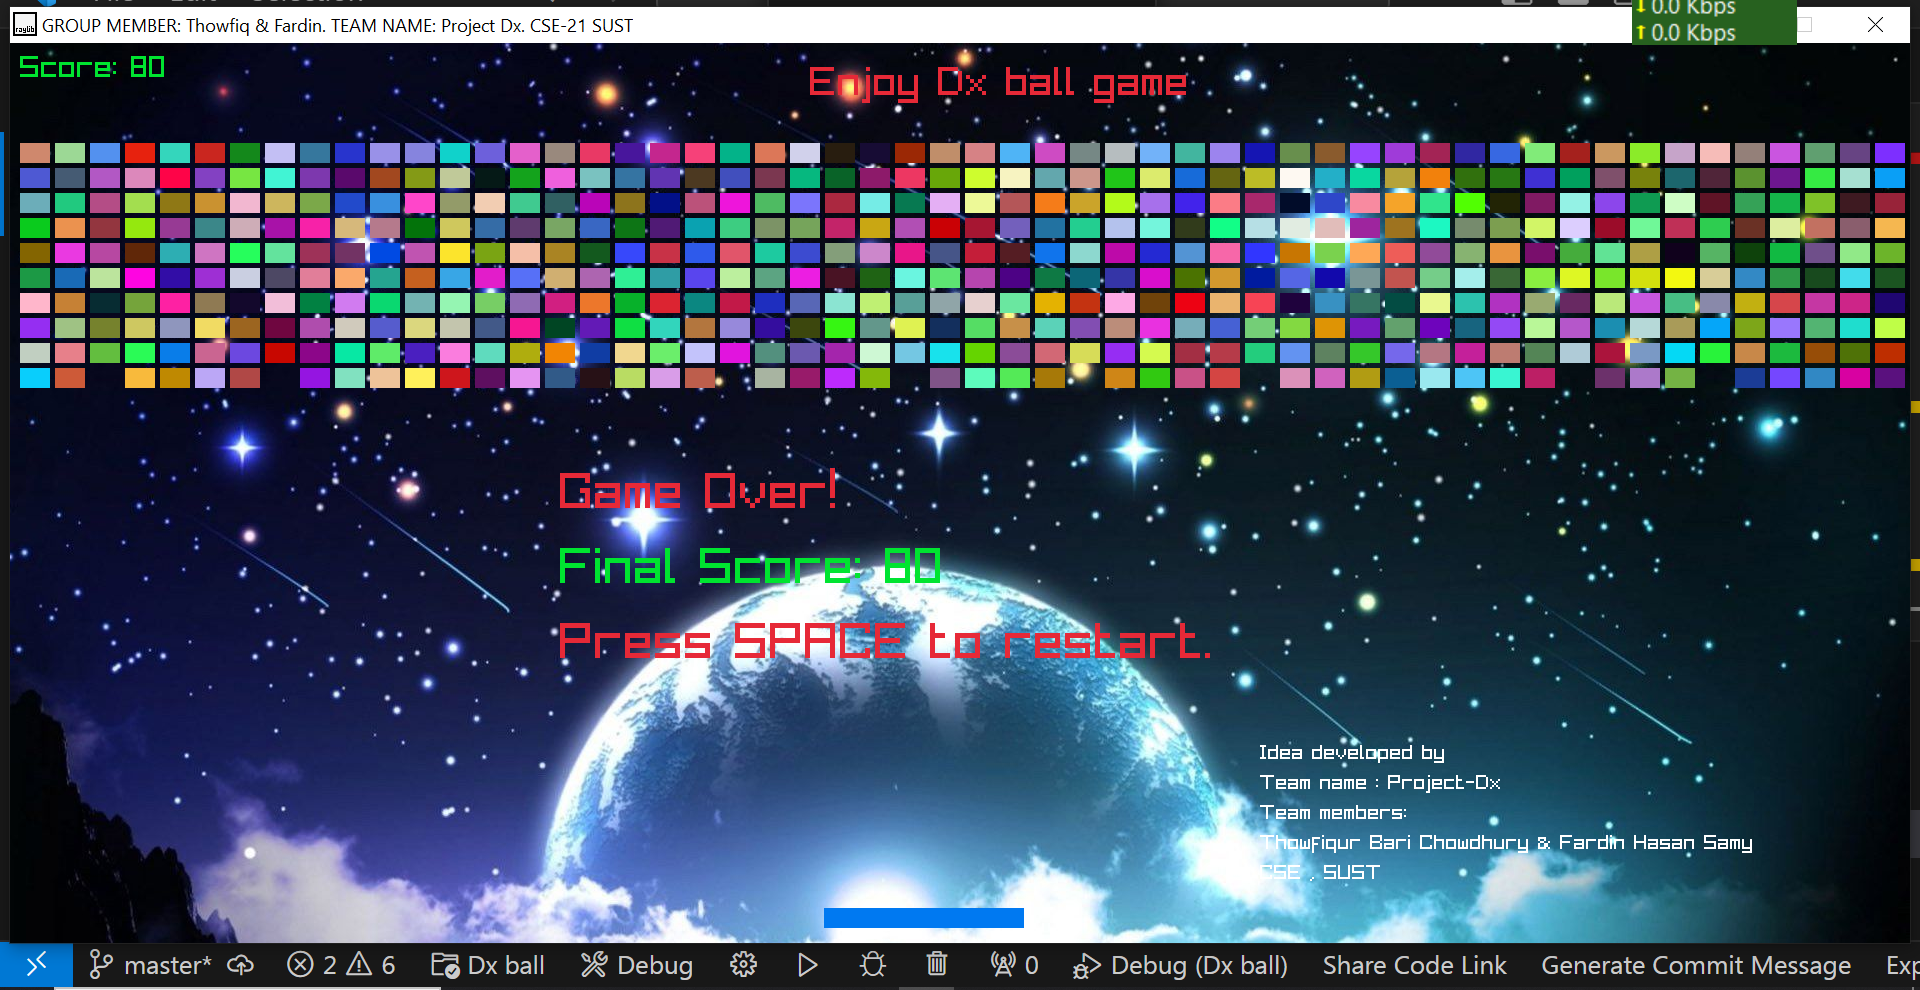 0.0 Kbps
raylib
GROUP MEMBER: Thowfiq & Fardin. TEAM NAME: Project Dx. CSE-21 SUST
0.0 Kbps
Score: 80
Enjoy Dx ball game
Game Over!
Final Score: 80
Press SPACE to restart.
Idea developed by
Team name : Project-Dx
Team members:
Thowfiqur Bari Chowdhury & Fardin Hasan Samy
CSE , SUST
master* 2 6 Dx ball Debug 0 Debug (Dx ball) Share Code Link Generate Commit Message